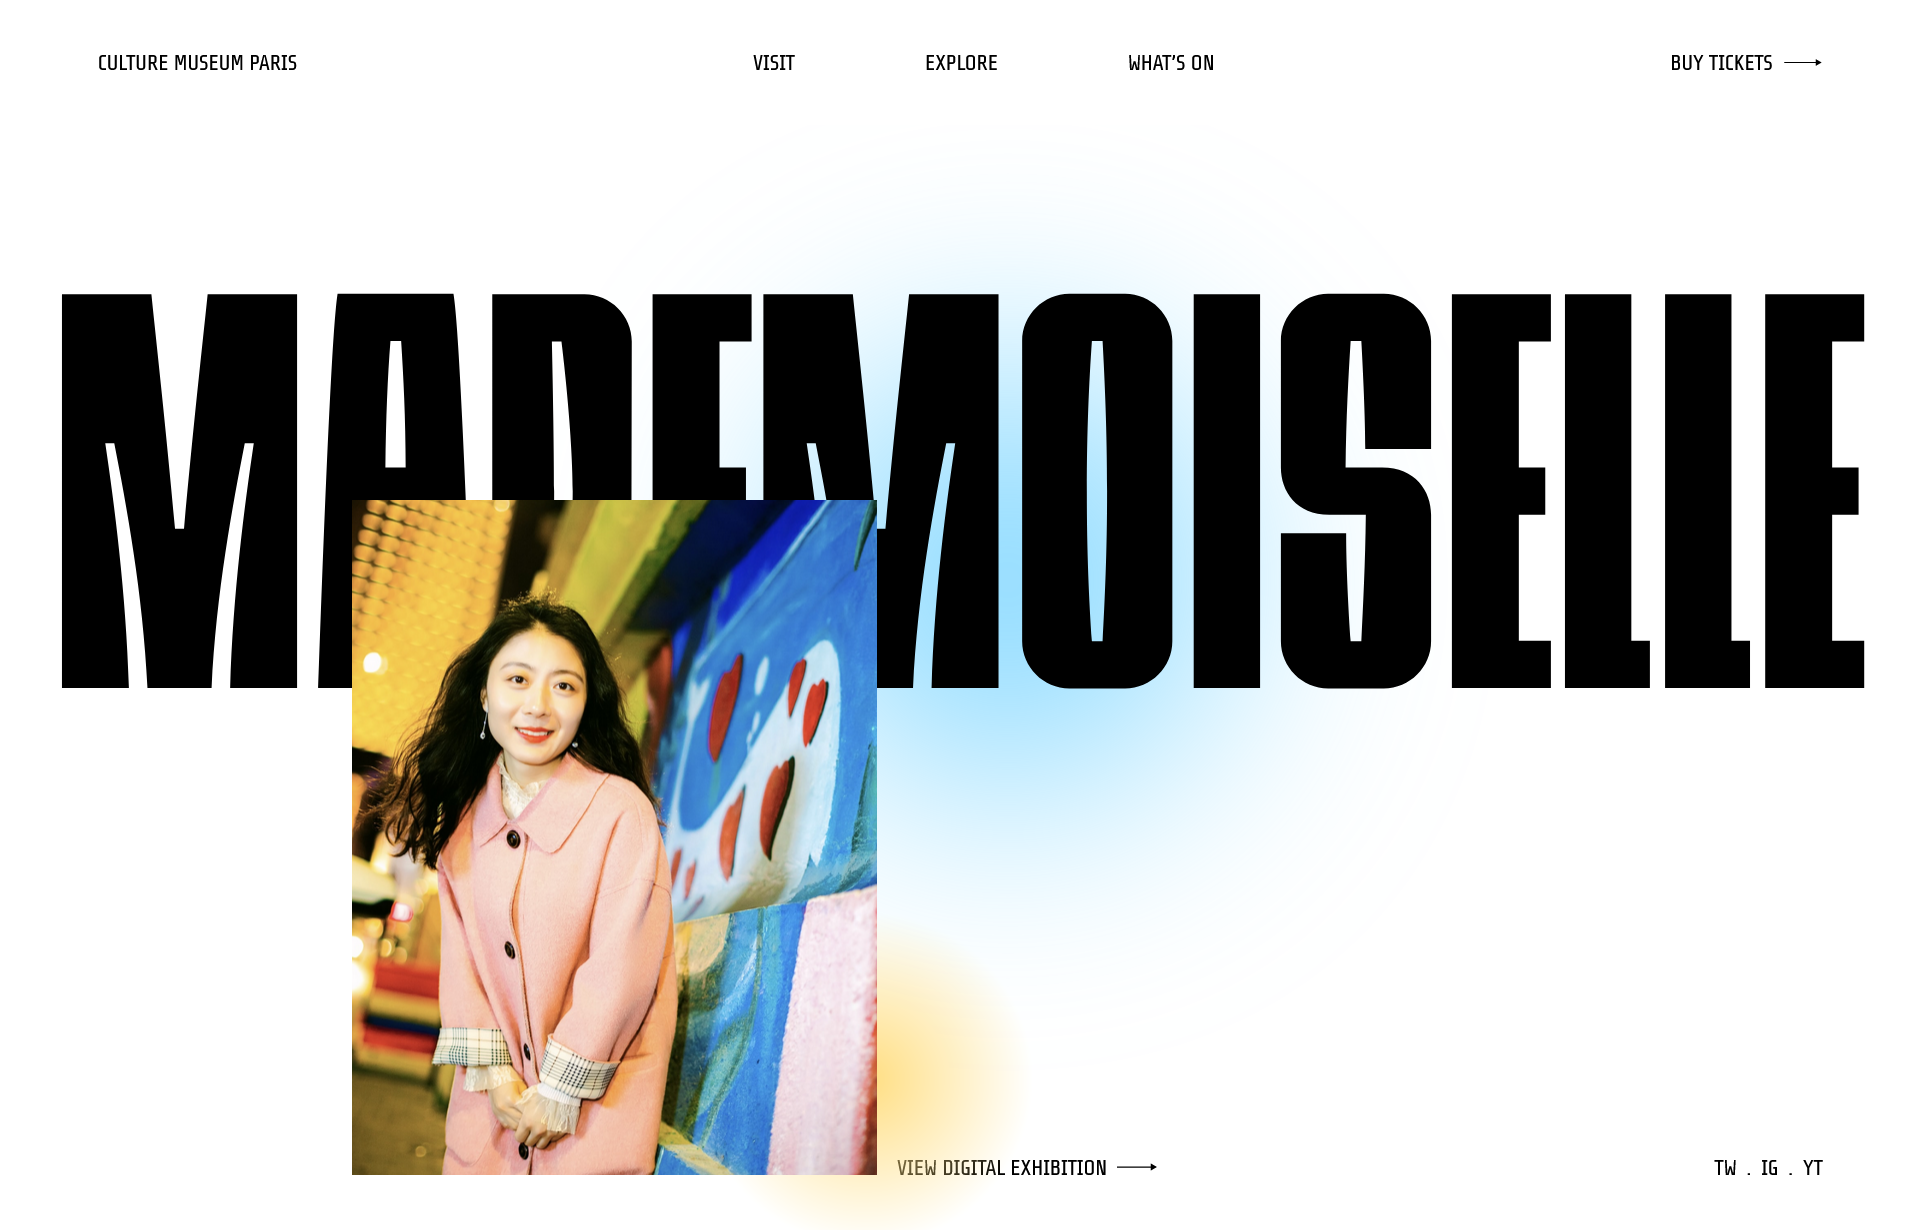 CULTURE MUSEUM PARIS
VISIT
EXPLORE
WHAT'S ON
BUY TICKETS
MADEMOISELLE
VIEW DIGITAL EXHIBITION
TW . IG . YT